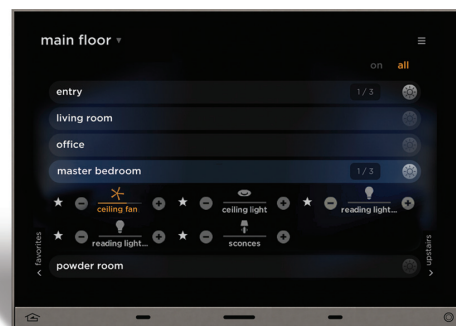 main floor
on all
entry 1 / 3
living room
office
master bedroom 1 / 3
ceiling fan ceiling light reading light...
reading light... sconces
favorites
upstairs
powder room